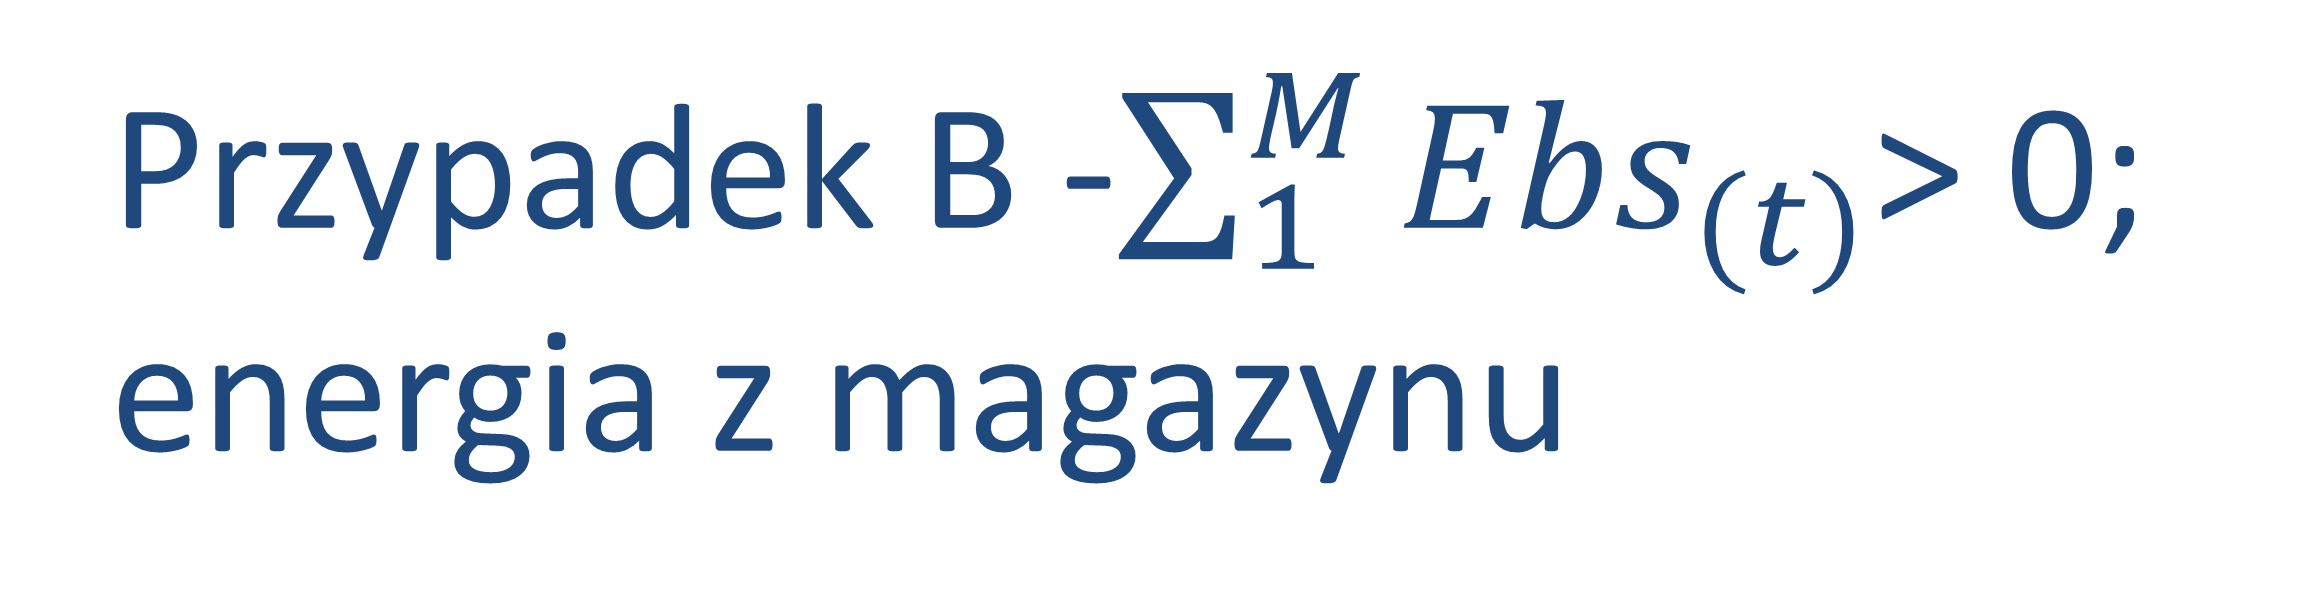 Przypadek B -∑₁ᴹ Ebs₍ₜ₎> 0;
energia z magazynu